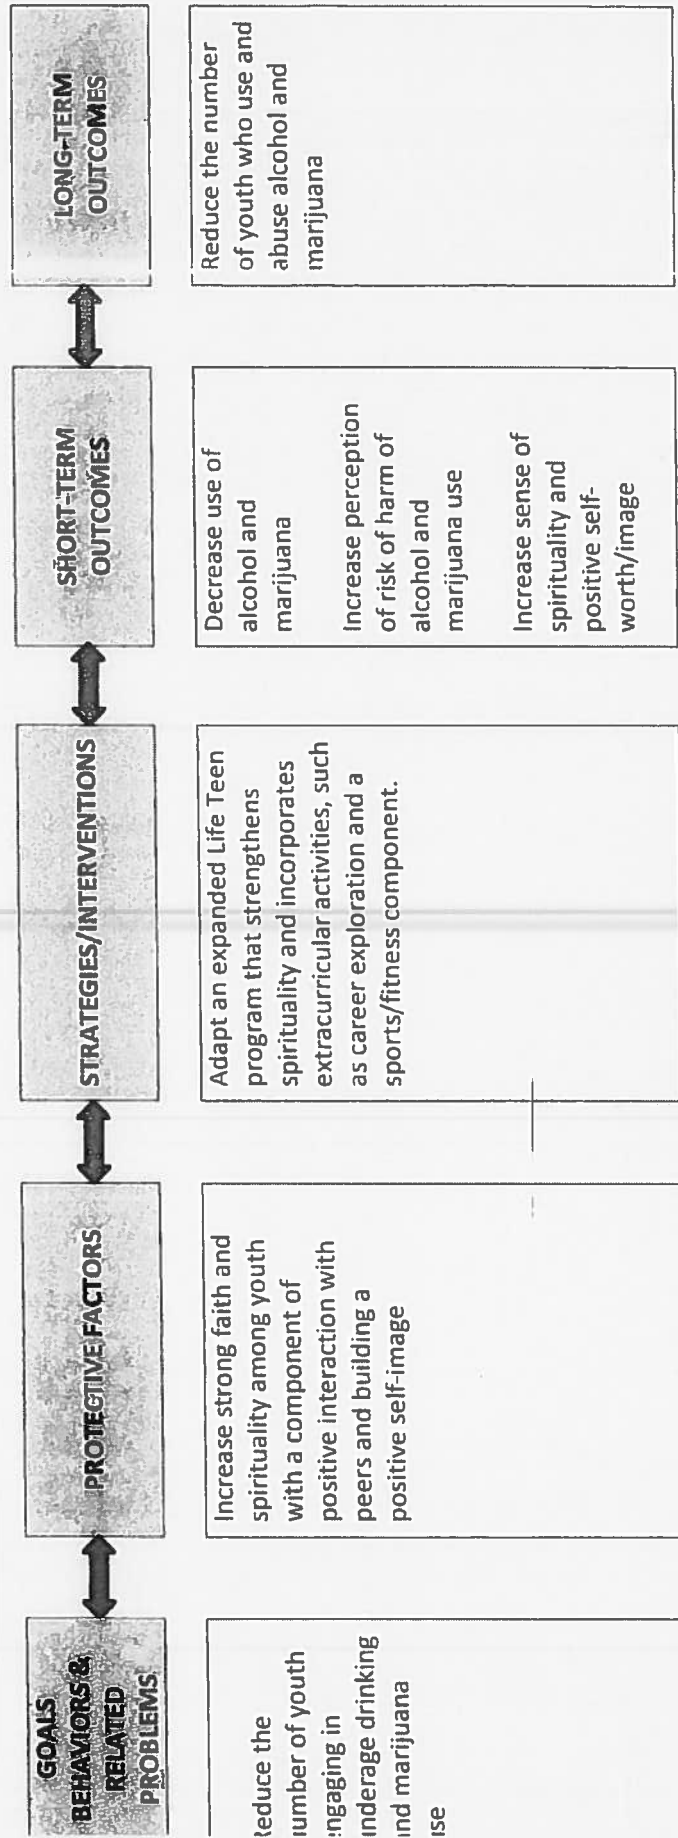 GOALS
BEHAVIORS &
RELATED
PROBLEMS
educe the
umber of youth
ngaging in
nderage drinking
nd marijuana
se
PROTECTIVE FACTORS
Increase strong faith and
spirituality among youth
with a component of
positive interaction with
peers and building a
positive self-image
STRATEGIES/INTERVENTIONS
Adapt an expanded Life Teen
program that strengthens
spirituality and incorporates
extracurricular activities, such
as career exploration and a
sports/fitness component.
SHORT-TERM
OUTCOMES
Decrease use of
alcohol and
marijuana
Increase perception
of risk of harm of
alcohol and
marijuana use
Increase sense of
spirituality and
positive self-
worth/image
LONG-TERM
OUTCOMES
Reduce the number
of youth who use and
abuse alcohol and
marijuana